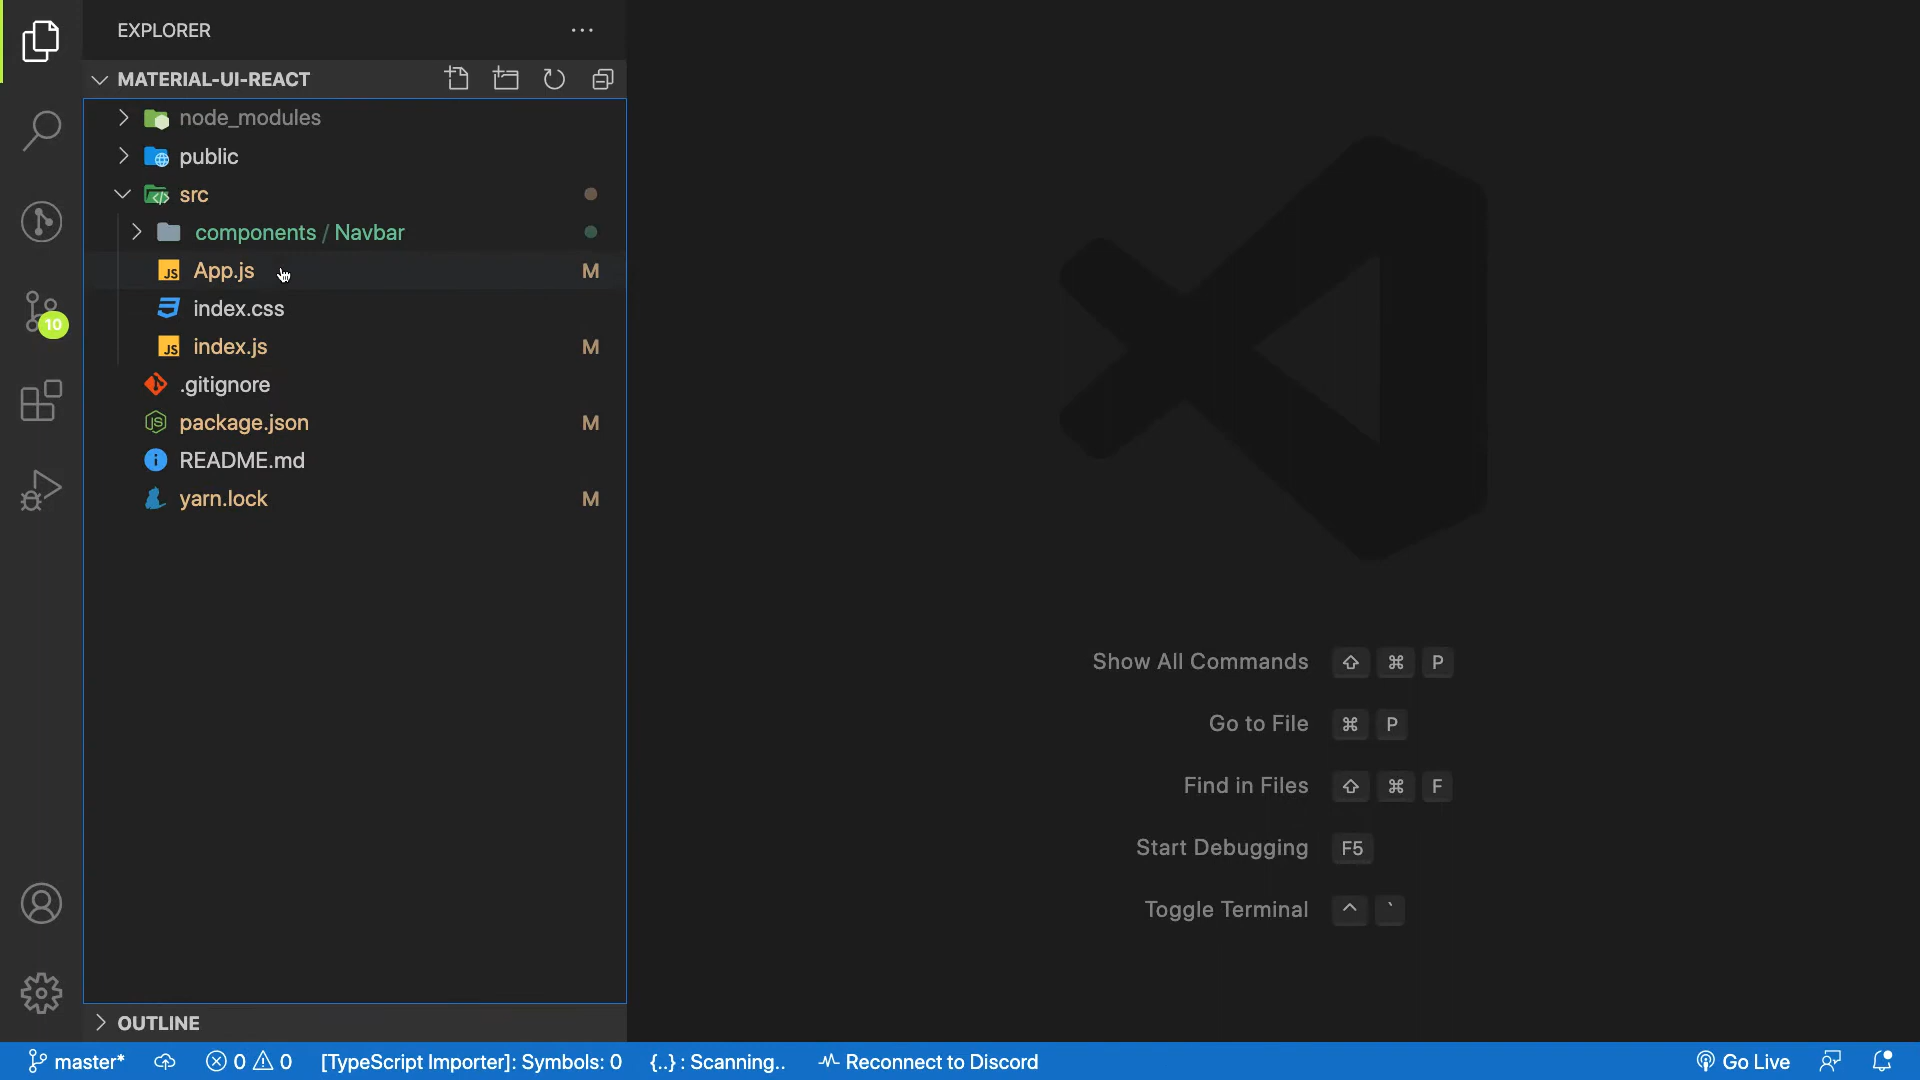 EXPLORER
MATERIAL-UI-REACT
node_modules
public
src
components / Navbar
App.js M
index.css
index.js M
.gitignore
package.json M
README.md
yarn.lock M
OUTLINE
10
Show All Commands ⇧ ⌘ P
Go to File ⌘ P
Find in Files ⇧ ⌘ F
Start Debugging F5
Toggle Terminal ^ `
master* 0 0 [TypeScript Importer]: Symbols: 0 {..} : Scanning.. Reconnect to Discord Go Live